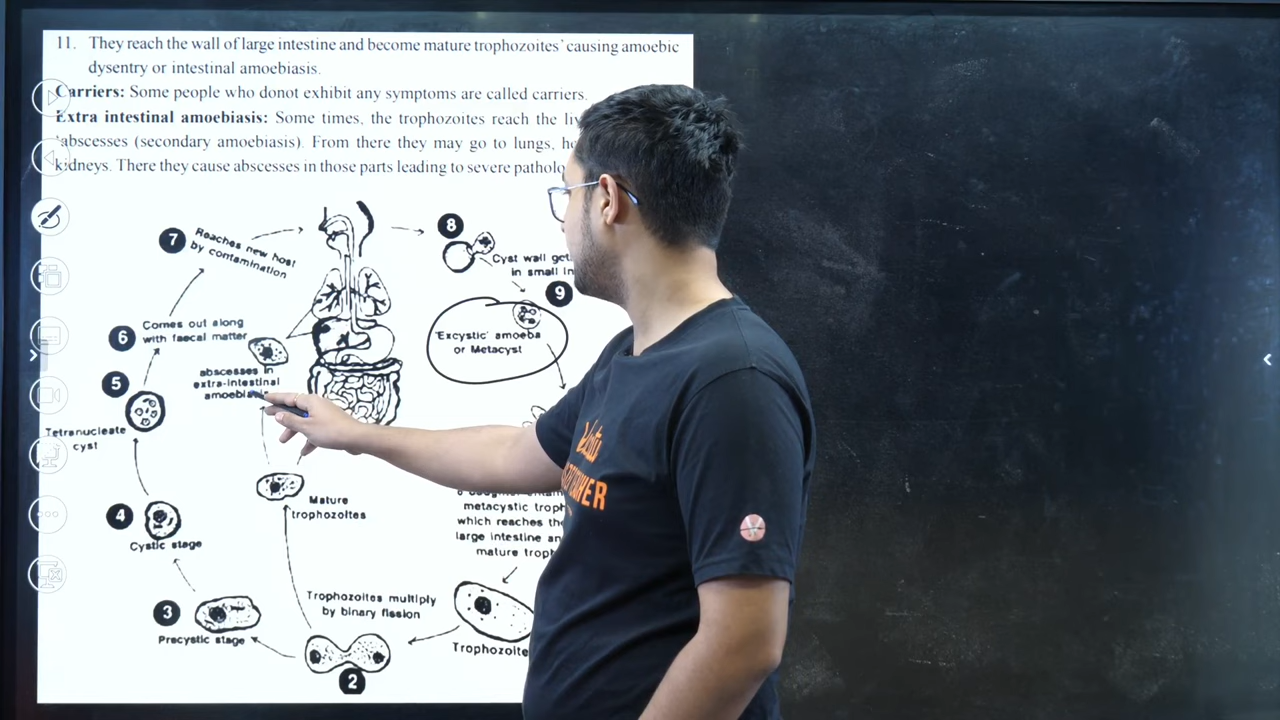 11. They reach the wall of large intestine and become mature trophozoites' causing amoebic
dysentry or intestinal amoebiasis.
Carriers: Some people who donot exhibit any symptoms are called carriers.
Extra intestinal amoebiasis: Some times, the trophozoites reach the
'abscesses (secondary amoebiasis). From there they may go to lungs,
kidneys. There they cause abscesses in those parts leading to severe
7
Reaches new host
by contamination
8
Cyst wall
in small
9
'Excystic' amoeba
or Metacyst
6
Comes out along
with faecal matter
abscesses in
extra-intestinal
amoebiasis
5
Tetranucleate
cyst
4
Cystic stage
Mature
trophozoites
metacystic
which reaches
large intestine
mature
3
Precystic stage
Trophozoites multiply
by binary fission
2